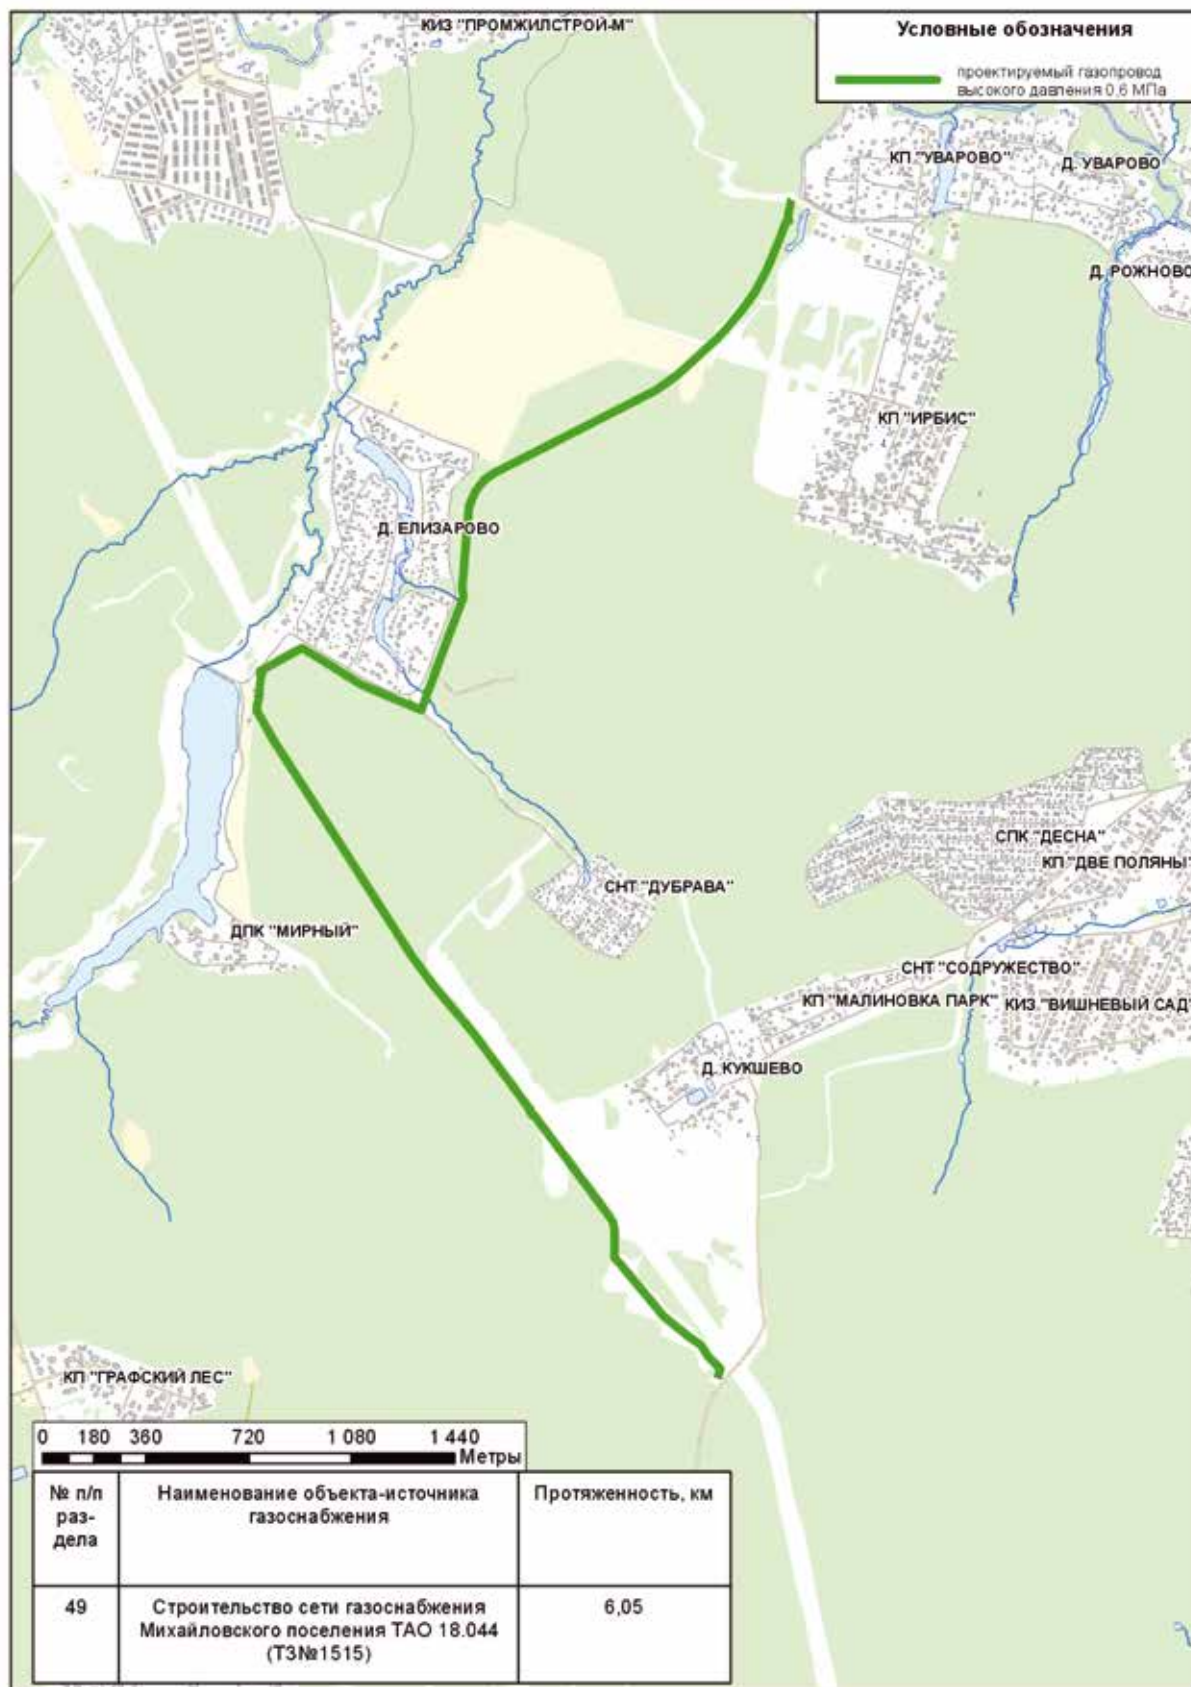 КИЗ "ПРОМЖИЛСТРОЙ-М"
Условные обозначения
проектируемый газопровод
высокого давления 0,6 МПа
КП "УВАРОВО"
Д. УВАРОВО
Д. РОЖНОВО
КП "ИРБИС"
Д. ЕЛИЗАРОВО
СПК "ДЕСНА"
КП "ДВЕ ПОЛЯНЫ"
СНТ "ДУБРАВА"
ДПК "МИРНЫЙ"
СНТ "СОДРУЖЕСТВО"
КП "МАЛИНОВКА ПАРК"
КИЗ "ВИШНЕВЫЙ САД"
Д. КУКШЕВО
КП "ГРАФСКИЙ ЛЕС"
0 180 360 720 1 080 1 440
Метры
№ п/п
раз-
дела
Наименование объекта-источника
газоснабжения
Протяженность, км
49
Строительство сети газоснабжения
Михайловского поселения ТАО 18.044
(ТЗ№1515)
6,05